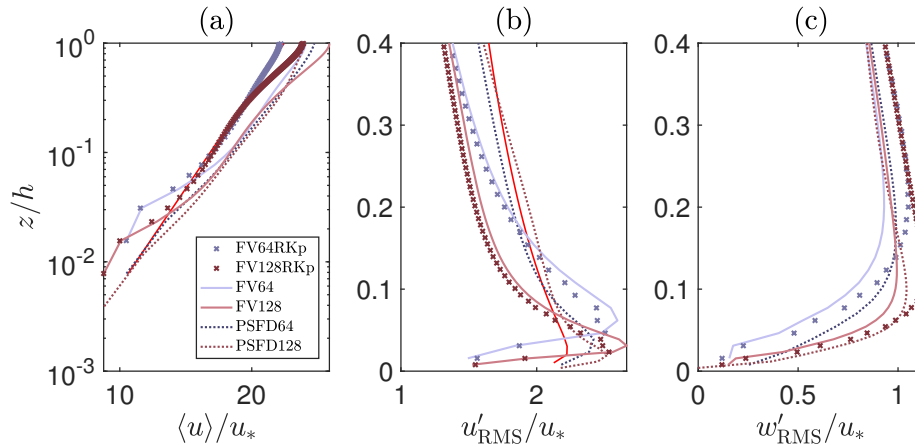 (a) (b) (c)
10^0 0.4 0.4
0.3 0.3
10^-1
z/h 0.2 0.2
10^-2 0.1 0.1
10^-3 0 0
FV64RKp
FV128RKp
FV64
FV128
PSFD64
PSFD128
10 20 1 2 0 0.5 1
⟨u⟩/u_* u′_RMS/u_* w′_RMS/u_*